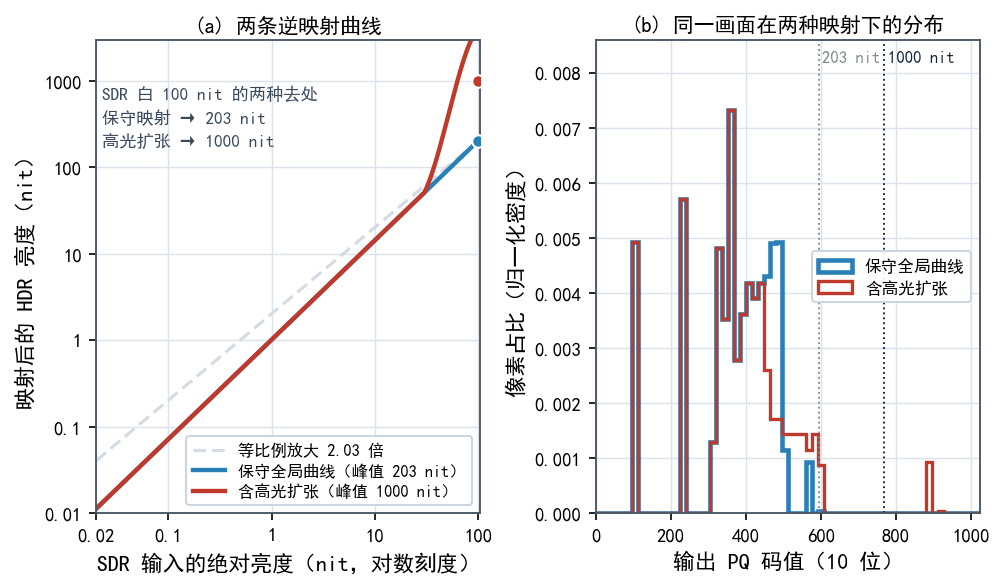 (a) 两条逆映射曲线
1000
100
10
1
0.1
0.01
映射后的 HDR 亮度（nit）
SDR 白 100 nit 的两种去处
保守映射 → 203 nit
高光扩张 → 1000 nit
等比例放大 2.03 倍
保守全局曲线（峰值 203 nit）
含高光扩张（峰值 1000 nit）
0.02 0.1 1 10 100
SDR 输入的绝对亮度（nit，对数刻度）
(b) 同一画面在两种映射下的分布
203 nit 1000 nit
0.008
0.007
0.006
0.005
0.004
0.003
0.002
0.001
0.000
像素占比（归一化密度）
保守全局曲线
含高光扩张
0 200 400 600 800 1000
输出 PQ 码值（10 位）